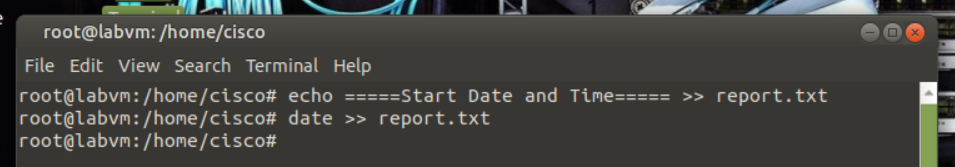 root@labvm: /home/cisco
File Edit View Search Terminal Help
root@labvm:/home/cisco# echo =====Start Date and Time===== >> report.txt
root@labvm:/home/cisco# date >> report.txt
root@labvm:/home/cisco#